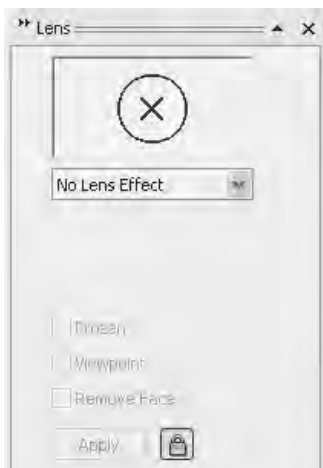 Lens
No Lens Effect
Frozen
Viewpoint
Remove Face
Apply